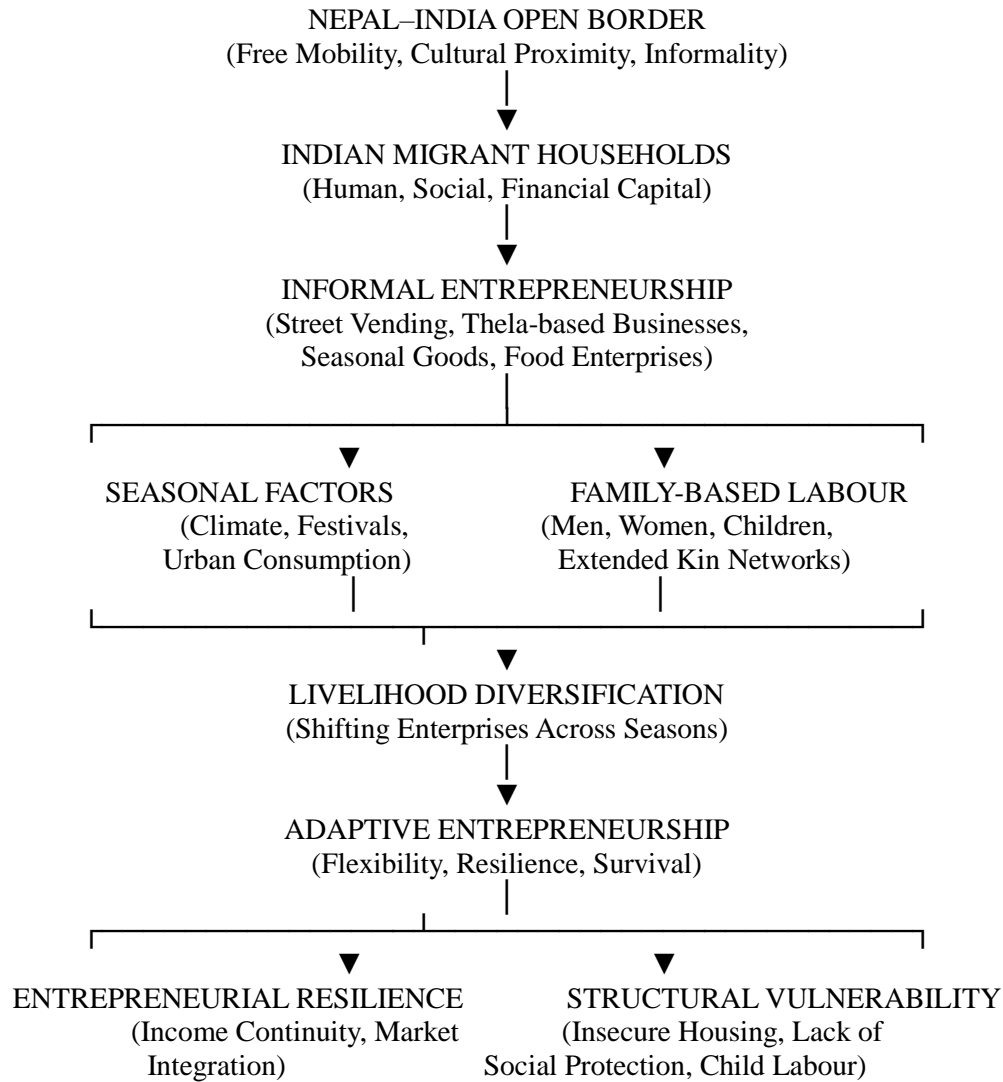 NEPAL–INDIA OPEN BORDER
(Free Mobility, Cultural Proximity, Informality)
INDIAN MIGRANT HOUSEHOLDS
(Human, Social, Financial Capital)
INFORMAL ENTREPRENEURSHIP
(Street Vending, Thela-based Businesses,
Seasonal Goods, Food Enterprises)
SEASONAL FACTORS
(Climate, Festivals,
Urban Consumption)
FAMILY-BASED LABOUR
(Men, Women, Children,
Extended Kin Networks)
LIVELIHOOD DIVERSIFICATION
(Shifting Enterprises Across Seasons)
ADAPTIVE ENTREPRENEURSHIP
(Flexibility, Resilience, Survival)
ENTREPRENEURIAL RESILIENCE
(Income Continuity, Market
Integration)
STRUCTURAL VULNERABILITY
(Insecure Housing, Lack of
Social Protection, Child Labour)